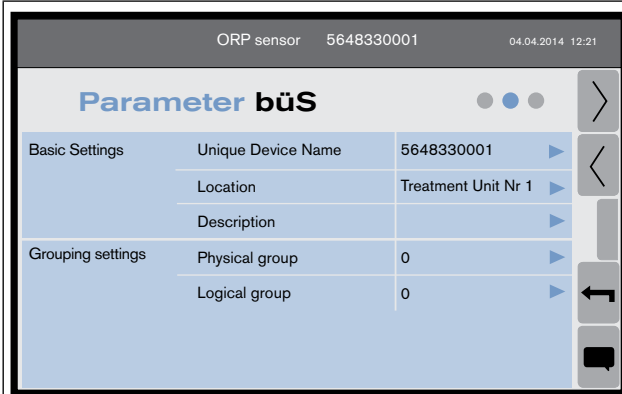 ORP sensor 5648330001 04.04.2014 12:21
Parameter büS
Basic Settings Unique Device Name 5648330001
Location Treatment Unit Nr 1
Description
Grouping settings Physical group 0
Logical group 0